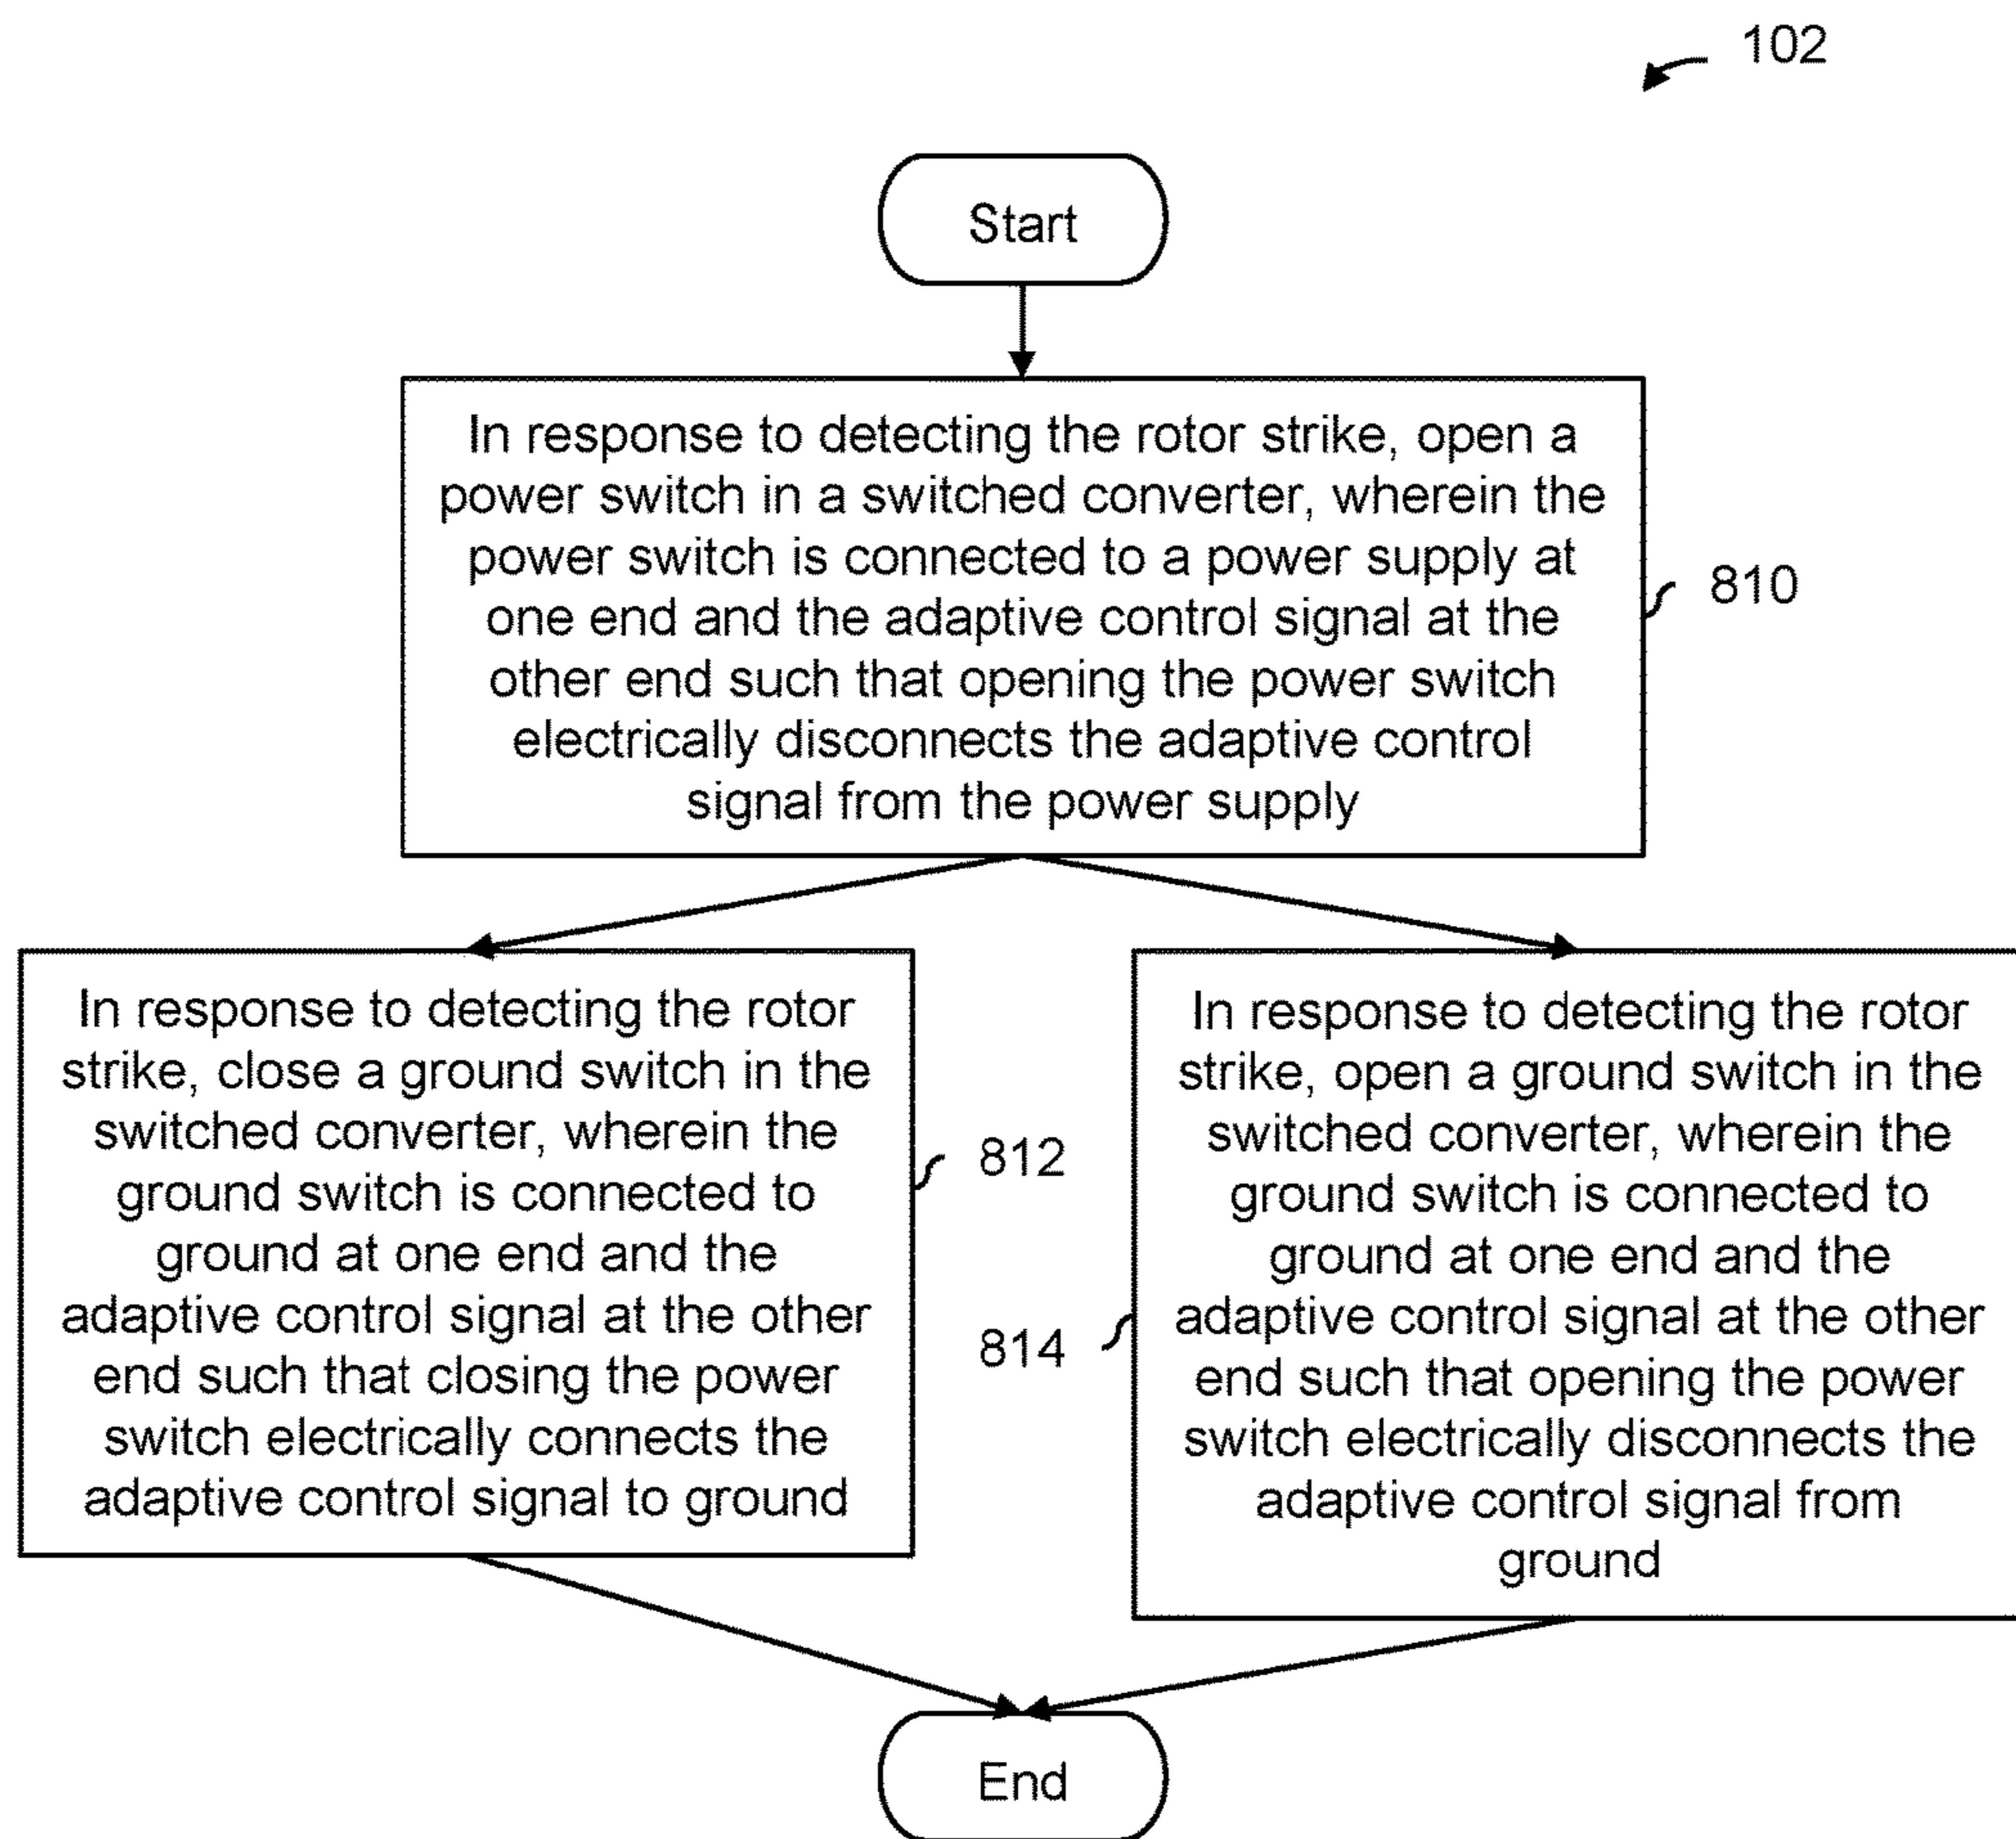 102
Start
In response to detecting the rotor strike, open a
power switch in a switched converter, wherein the
power switch is connected to a power supply at
one end and the adaptive control signal at the
other end such that opening the power switch
electrically disconnects the adaptive control
signal from the power supply
810
In response to detecting the rotor
strike, close a ground switch in the
switched converter, wherein the
ground switch is connected to
ground at one end and the
adaptive control signal at the other
end such that closing the power
switch electrically connects the
adaptive control signal to ground
812
814
In response to detecting the rotor
strike, open a ground switch in the
switched converter, wherein the
ground switch is connected to
ground at one end and the
adaptive control signal at the other
end such that opening the power
switch electrically disconnects the
adaptive control signal from
ground
End